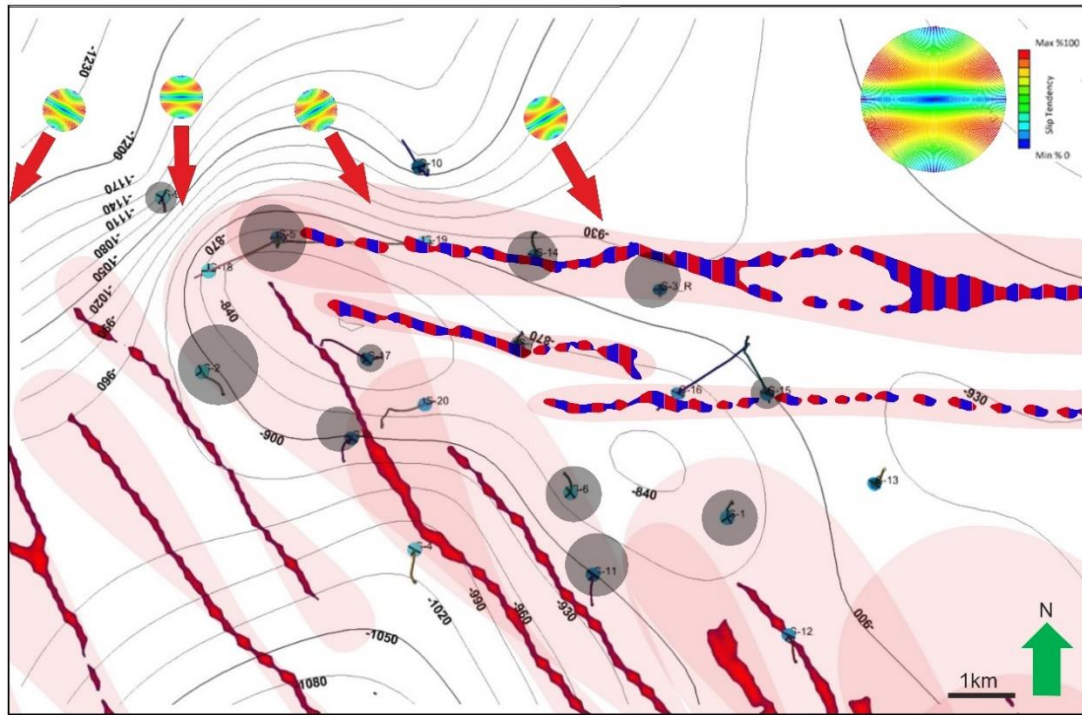 -1230
-1200
-1170
-1140
-1110
-1080
-1050
-1020
-960
-870
-840
-900
Max %100
Slip Tendency
Min % 0
S-10
S-5
S-19
S-14
-930
S-3_R
S-18
-870
S-2
S-17
S-20
S-16
S-15
-930
-840
S-6
S-1
S-13
S-4
S-11
-930
-960
-990
-1020
-1050
-1080
S-12
-900
N
1km